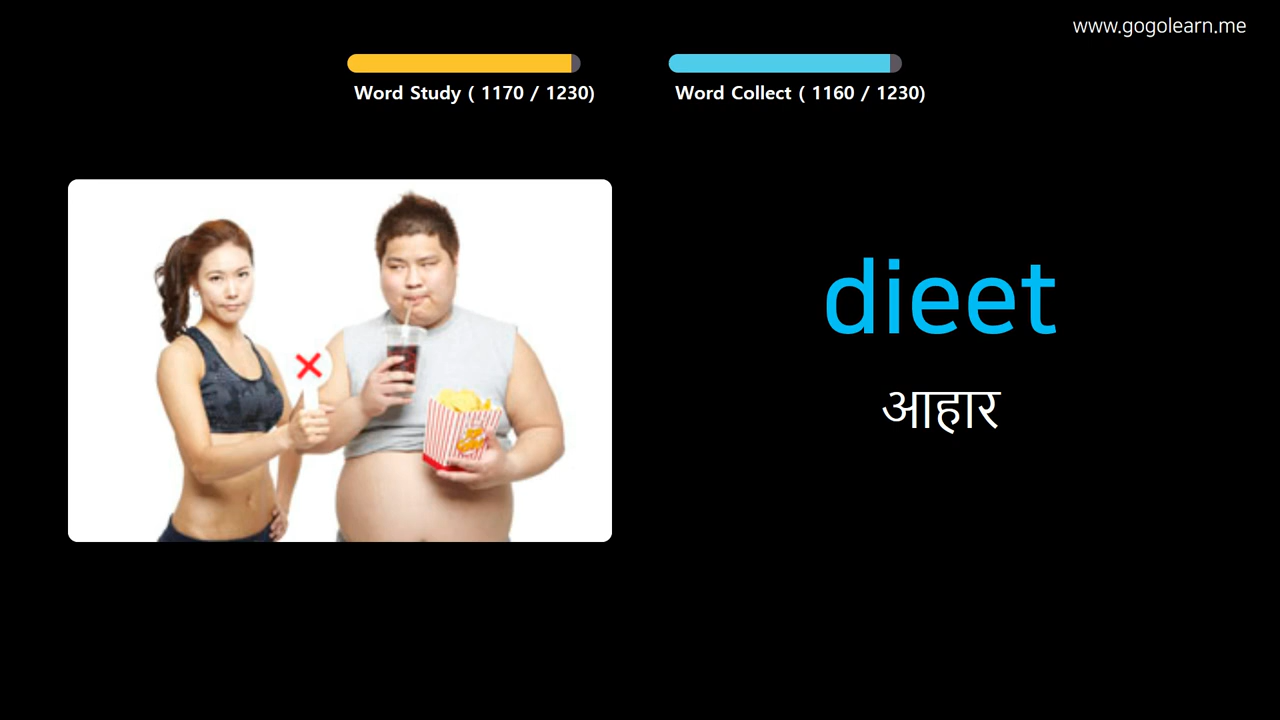 www.gogolearn.me
Word Study ( 1170 / 1230)
Word Collect ( 1160 / 1230)
dieet
आहार